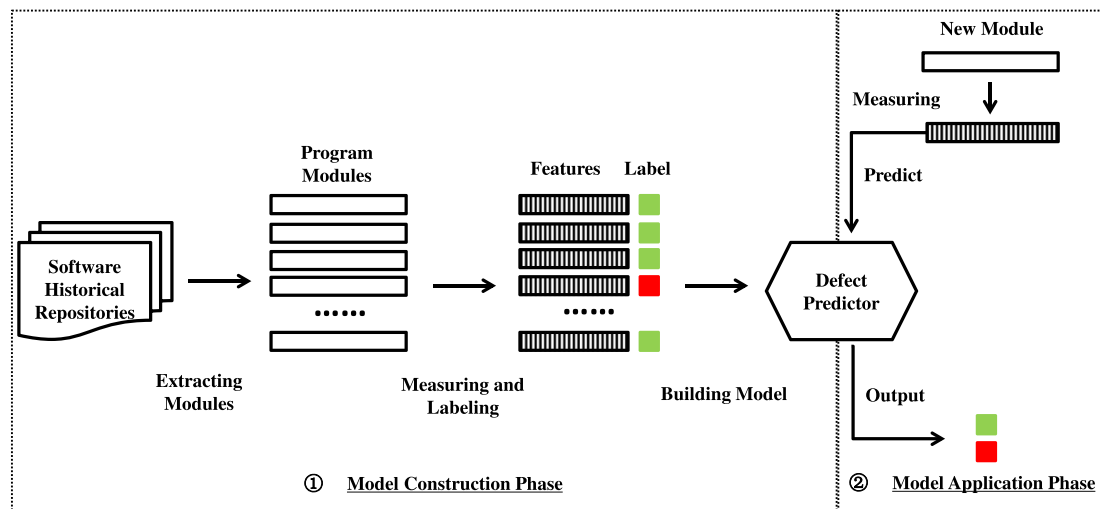 New Module
Measuring
Predict
Program
Modules
Features
Label
Software
Historical
Repositories
......
......
Defect
Predictor
Extracting
Modules
Measuring and
Labeling
Building Model
Output
① Model Construction Phase
② Model Application Phase